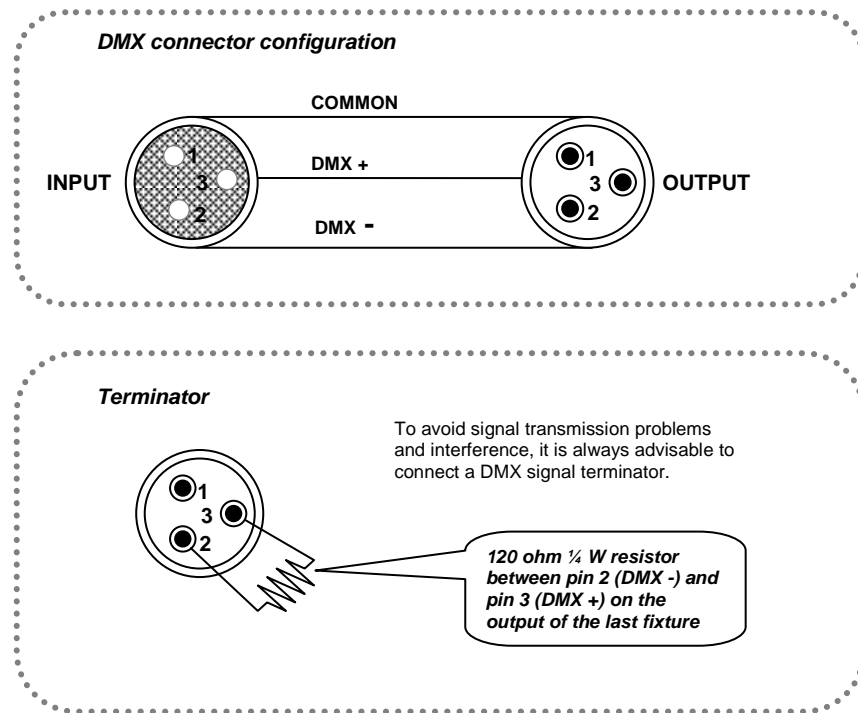 DMX connector configuration
COMMON
INPUT
1
3
2
DMX +
DMX -
1
3
2
OUTPUT
Terminator
To avoid signal transmission problems
and interference, it is always advisable to
connect a DMX signal terminator.
1
3
2
120 ohm ¼ W resistor
between pin 2 (DMX -) and
pin 3 (DMX +) on the
output of the last fixture